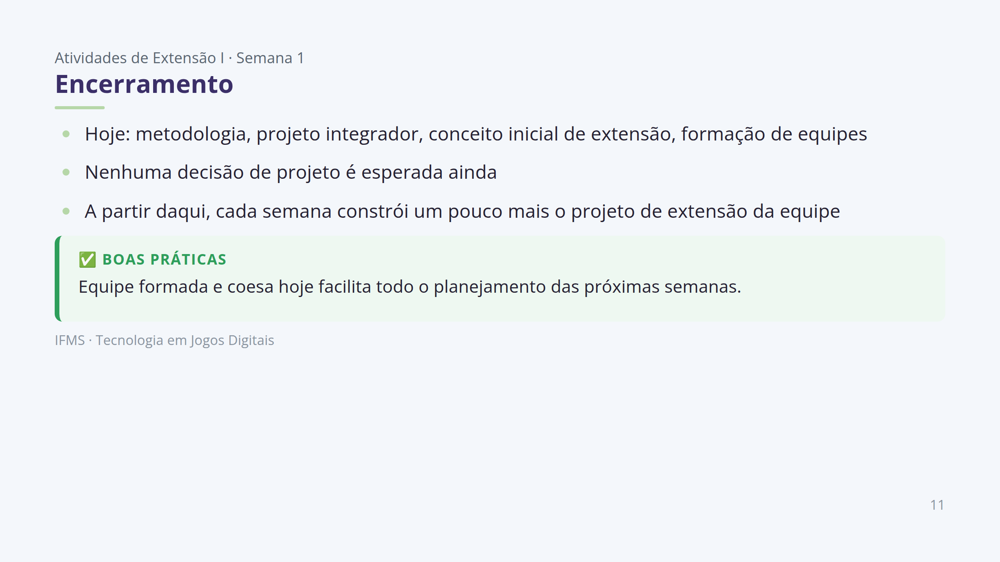 Atividades de Extensão I · Semana 1
Encerramento
Hoje: metodologia, projeto integrador, conceito inicial de extensão, formação de equipes
Nenhuma decisão de projeto é esperada ainda
A partir daqui, cada semana constrói um pouco mais o projeto de extensão da equipe
✅ BOAS PRÁTICAS
Equipe formada e coesa hoje facilita todo o planejamento das próximas semanas.
IFMS · Tecnologia em Jogos Digitais
11